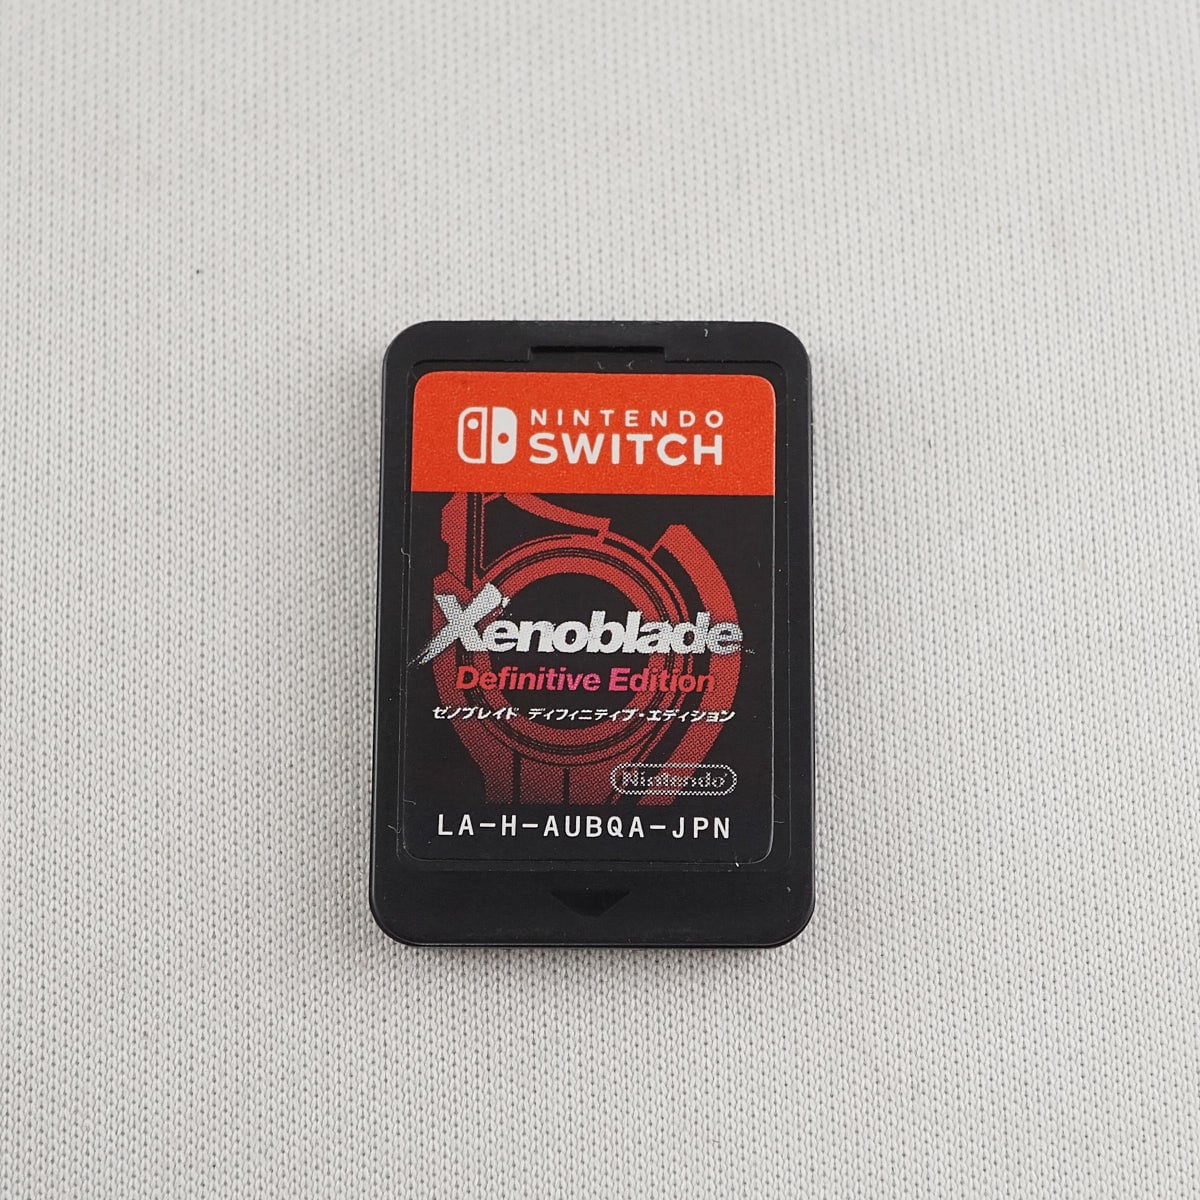 NINTENDO
SWITCH
Xenoblade
Definitive Edition
ゼノブレイド ディフィニティブ・エディション
Nintendo
LA-H-AUBQA-JPN